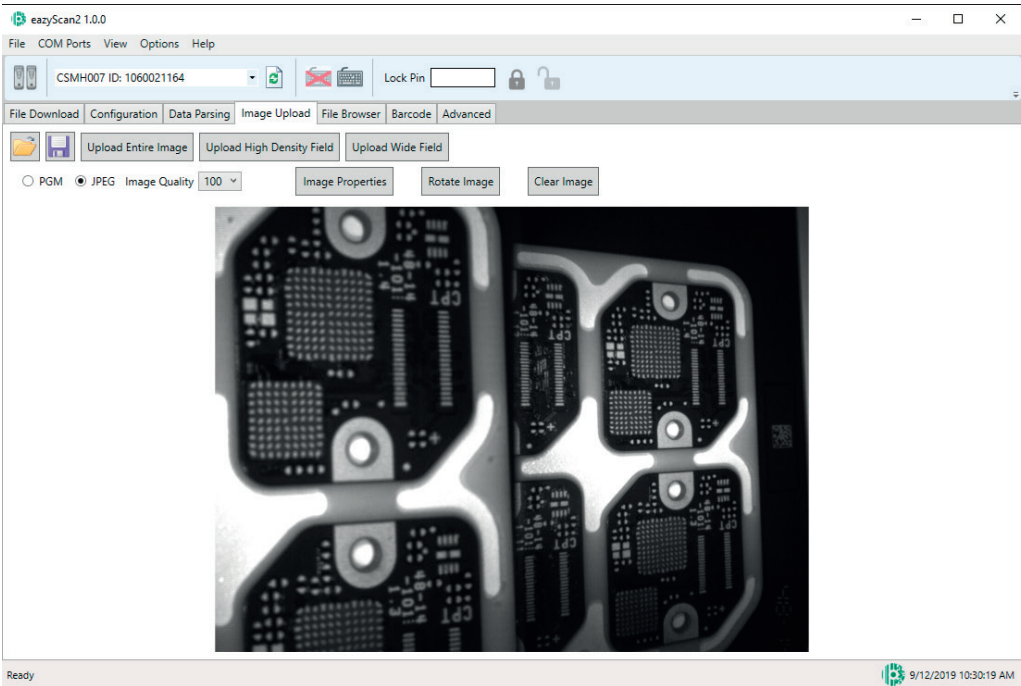 eazyScan2 1.0.0
File COM Ports View Options Help
CSMH007 ID: 1060021164 Lock Pin
File Download Configuration Data Parsing Image Upload File Browser Barcode Advanced
Upload Entire Image Upload High Density Field Upload Wide Field
PGM JPEG Image Quality 100 Image Properties Rotate Image Clear Image
CPT
CPT
CPT
CPT
Ready 9/12/2019 10:30:19 AM